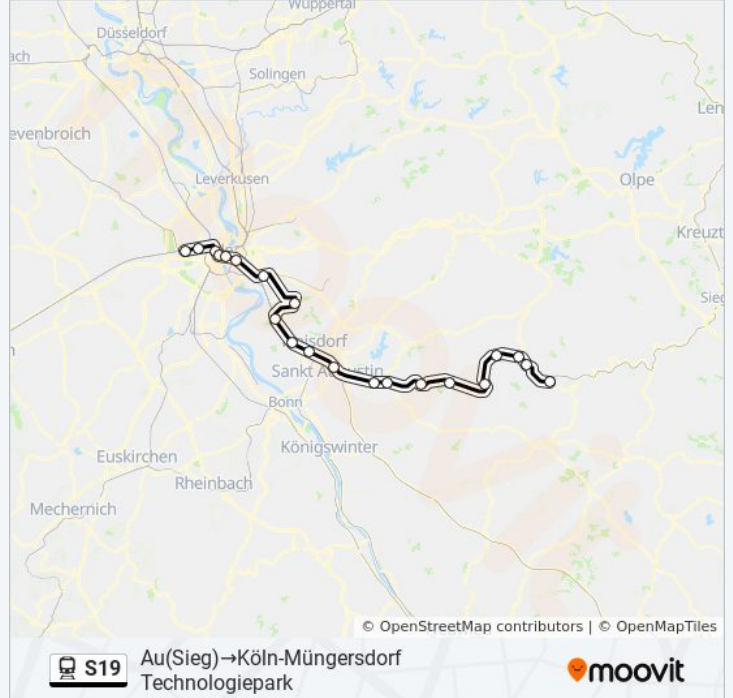 Wuppertal
Düsseldorf
ach
Solingen
Len
evenbroich
Leverkusen
Olpe
Kreuzt
Sieg
isdorf
Sankt Augustin
Bonn
Königswinter
Euskirchen
Rheinbach
Mechernich
© OpenStreetMap contributors | © OpenMapTiles
S19
Au(Sieg)→Köln-Müngersdorf
Technologiepark
moovit